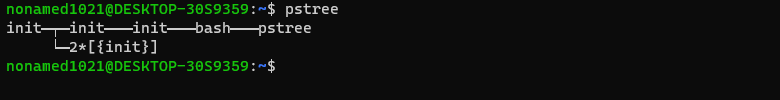 nonamed1021@DESKTOP-30S9359:~$ pstree
init─┬─init───init───bash───pstree
     └─2*[{init}]
nonamed1021@DESKTOP-30S9359:~$